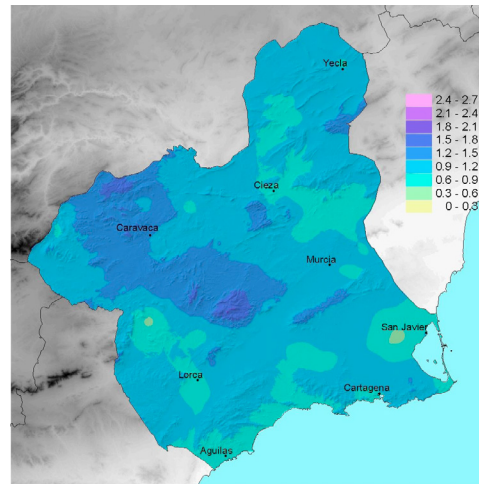 Yecla
2.4 - 2.7
2.1 - 2.4
1.8 - 2.1
1.5 - 1.8
1.2 - 1.5
0.9 - 1.2
0.6 - 0.9
0.3 - 0.6
0 - 0.3
Cieza
Caravaca
Murcia
San Javier
Lorca
Cartagena
Aguilas